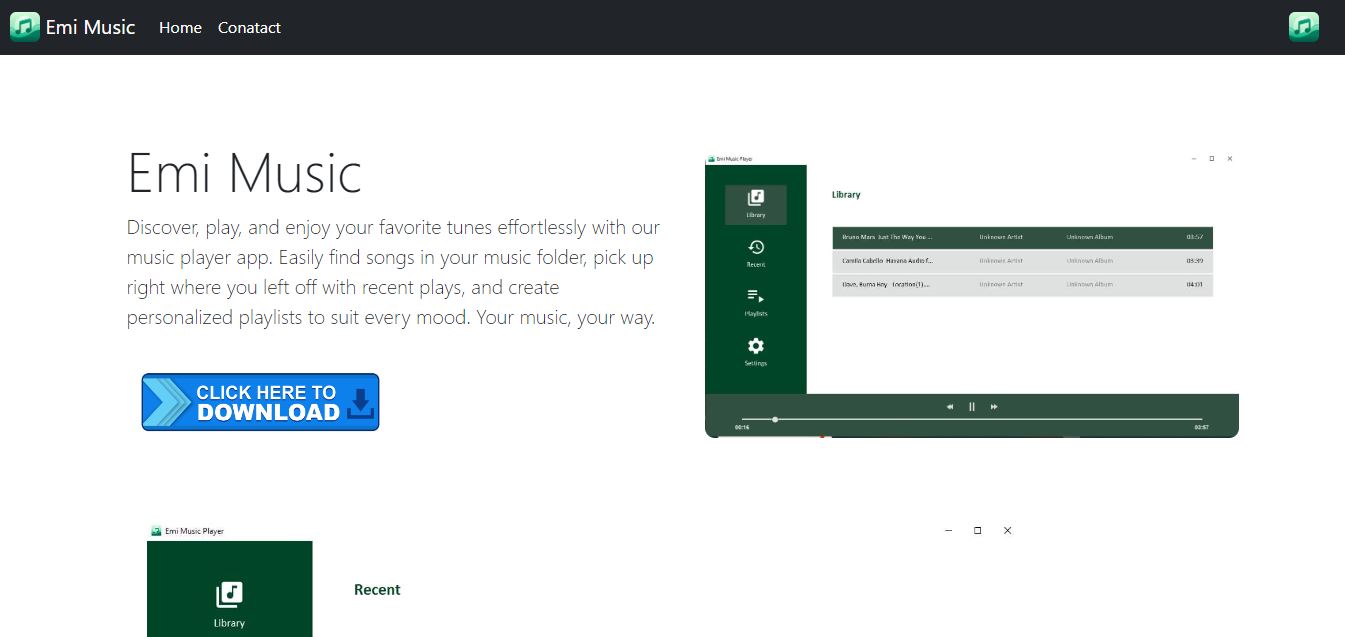 Emi Music Home Conatact
Emi Music
Discover, play, and enjoy your favorite tunes effortlessly with our
music player app. Easily find songs in your music folder, pick up
right where you left off with recent plays, and create
personalized playlists to suit every mood. Your music, your way.
CLICK HERE TO
DOWNLOAD
Emi Music Player
Library
Library
Bruno Mars Just The Way You ... Unknown Artist Unknown Album 03:57
Recent
Camila Cabello Havana Audio f... Unknown Artist Unknown Album 03:39
Dave, Burna Boy Location(1).... Unknown Artist Unknown Album 04:01
Playlists
Settings
00:16 03:57
Emi Music Player
Recent
Library